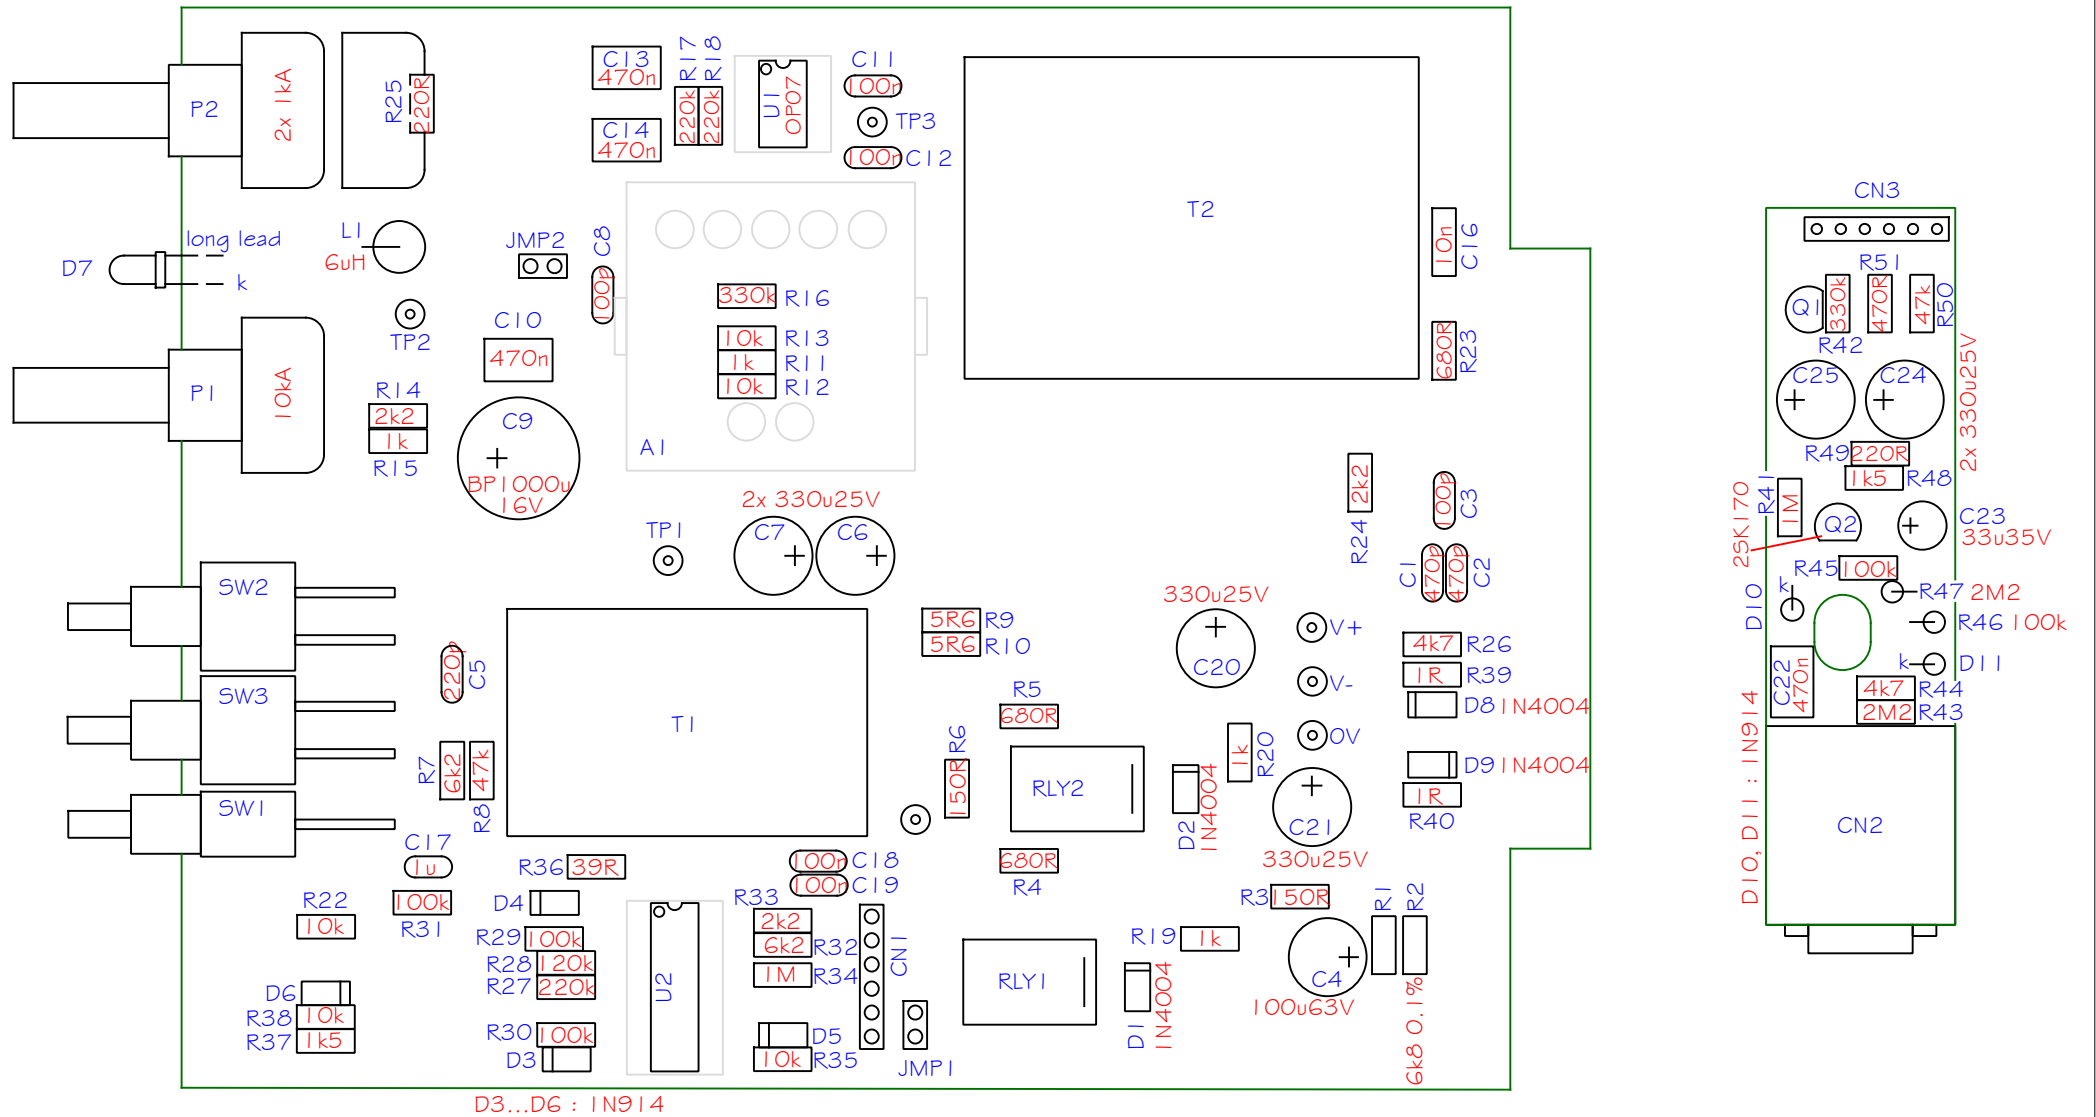 P2
2x 1kA
R25
220R
C13
470n
C14
470n
R17
R18
220k
220k
U1
OP07
C11
100n
TP3
100n
C12
T2
10n
C16
680R
R23
long lead
D7
k
L1
6uH
TP2
JMP2
C8
100p
C10
470n
330k
R16
10k
R13
1k
R11
10k
R12
A1
P1
10kA
R14
2k2
1k
R15
C9
BP1000u
16V
2x 330u25V
C7
C6
TP1
2k2
R24
100p
C3
C1
470p
470p
C2
SW2
SW3
SW1
220p
C5
T1
R7
6k2
47k
R8
5R6
R9
5R6
R10
R5
680R
R6
150R
RLY2
680R
R4
D2
1N4004
1k
R20
330u25V
C20
V+
V-
0V
C21
330u25V
4k7
R26
1R
R39
D8
1N4004
D9
1N4004
1R
R40
C17
1u
100k
R31
R22
10k
R36
39R
D4
R29
100k
R28
120k
R27
220k
R30
100k
D3
D6
R38
10k
R37
1k5
U2
100n
C18
100n
C19
R33
2k2
6k2
R32
1M
R34
D5
10k
R35
CN1
JMP1
RLY1
D1
1N4004
R19
1k
R3
150R
C4
100u63V
R1
R2
6k8 0.1%
D3...D6 : 1N914
CN3
R51
Q1
330k
470R
47k
R50
R42
C25
C24
2x 330u25V
R49
220R
1k5
R48
R41
1M
2SK170
Q2
C23
33u35V
R45
100k
D10
k
R47
2M2
R46
100k
k
D11
C22
470n
4k7
R44
2M2
R43
D10, D11 : 1N914
CN2